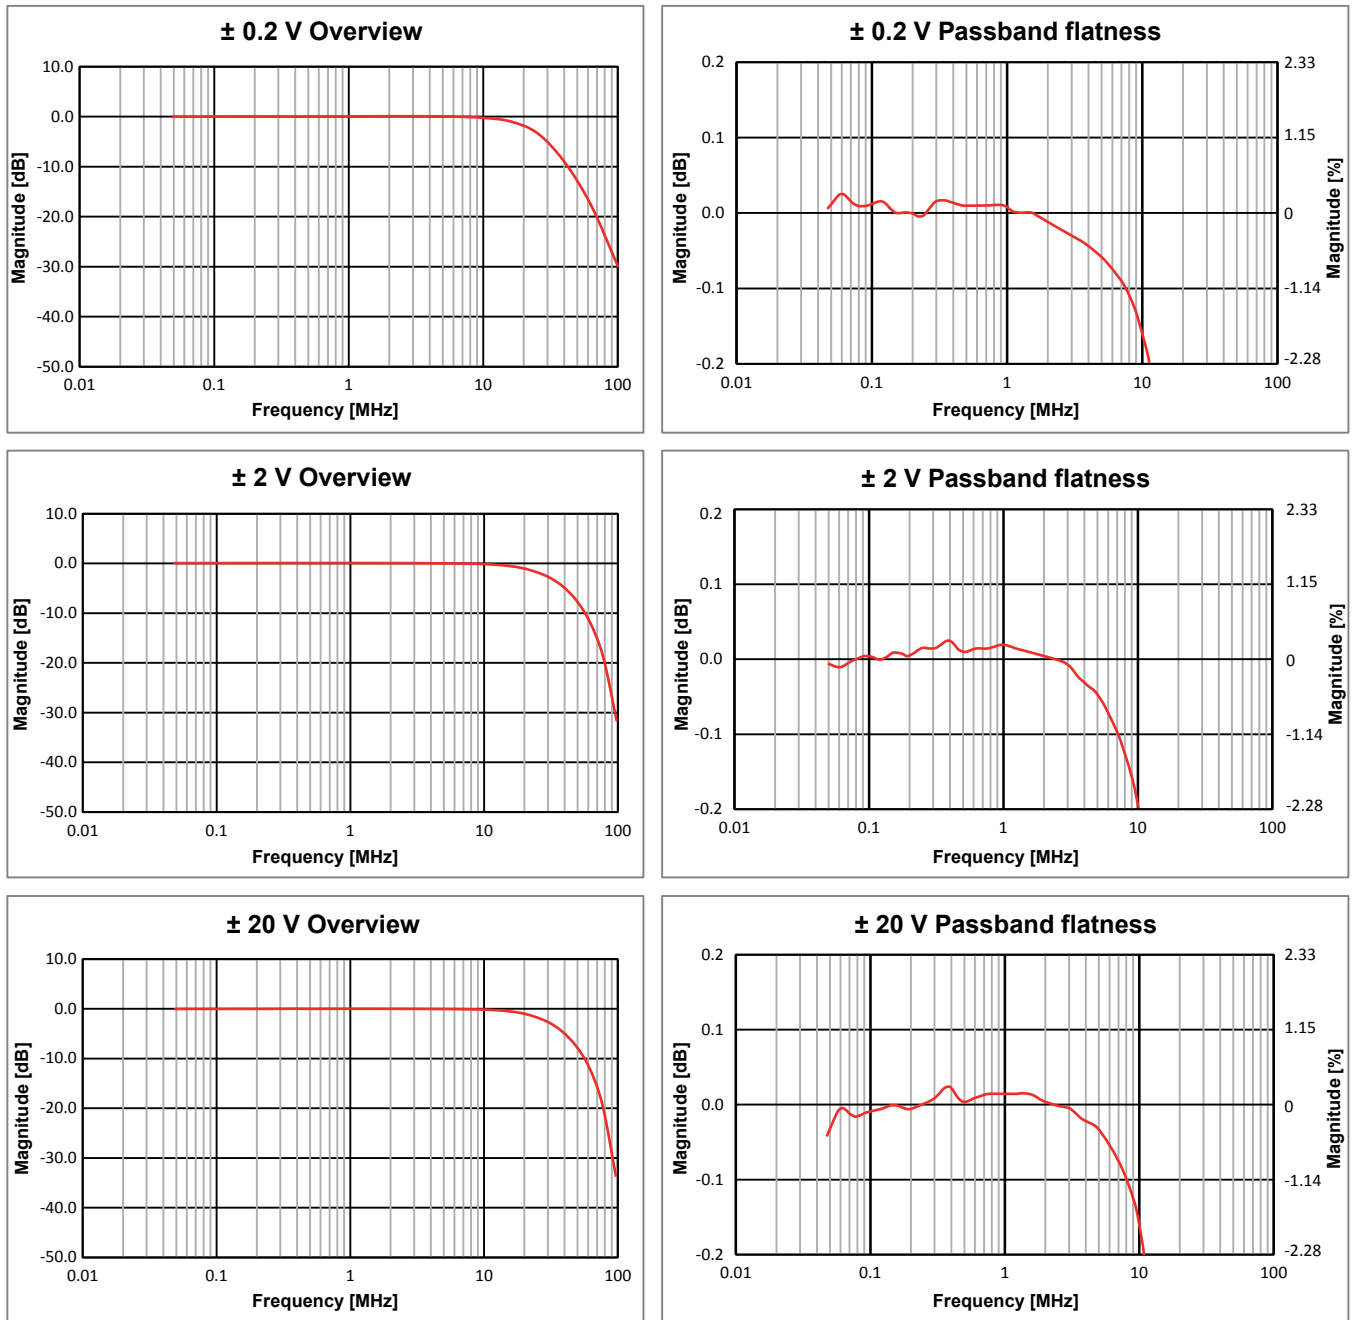 ± 0.2 V Overview
10.0
0.0
-10.0
-20.0
-30.0
-40.0
-50.0
Magnitude [dB]
0.01 0.1 1 10 100
Frequency [MHz]
± 0.2 V Passband flatness
0.2
0.1
0.0
-0.1
-0.2
Magnitude [dB]
2.33
1.15
0
-1.14
-2.28
Magnitude [%]
0.01 0.1 1 10 100
Frequency [MHz]
± 2 V Overview
10.0
0.0
-10.0
-20.0
-30.0
-40.0
-50.0
Magnitude [dB]
0.01 0.1 1 10 100
Frequency [MHz]
± 2 V Passband flatness
0.2
0.1
0.0
-0.1
-0.2
Magnitude [dB]
2.33
1.15
0
-1.14
-2.28
Magnitude [%]
0.01 0.1 1 10 100
Frequency [MHz]
± 20 V Overview
10.0
0.0
-10.0
-20.0
-30.0
-40.0
-50.0
Magnitude [dB]
0.01 0.1 1 10 100
Frequency [MHz]
± 20 V Passband flatness
0.2
0.1
0.0
-0.1
-0.2
Magnitude [dB]
2.33
1.15
0
-1.14
-2.28
Magnitude [%]
0.01 0.1 1 10 100
Frequency [MHz]